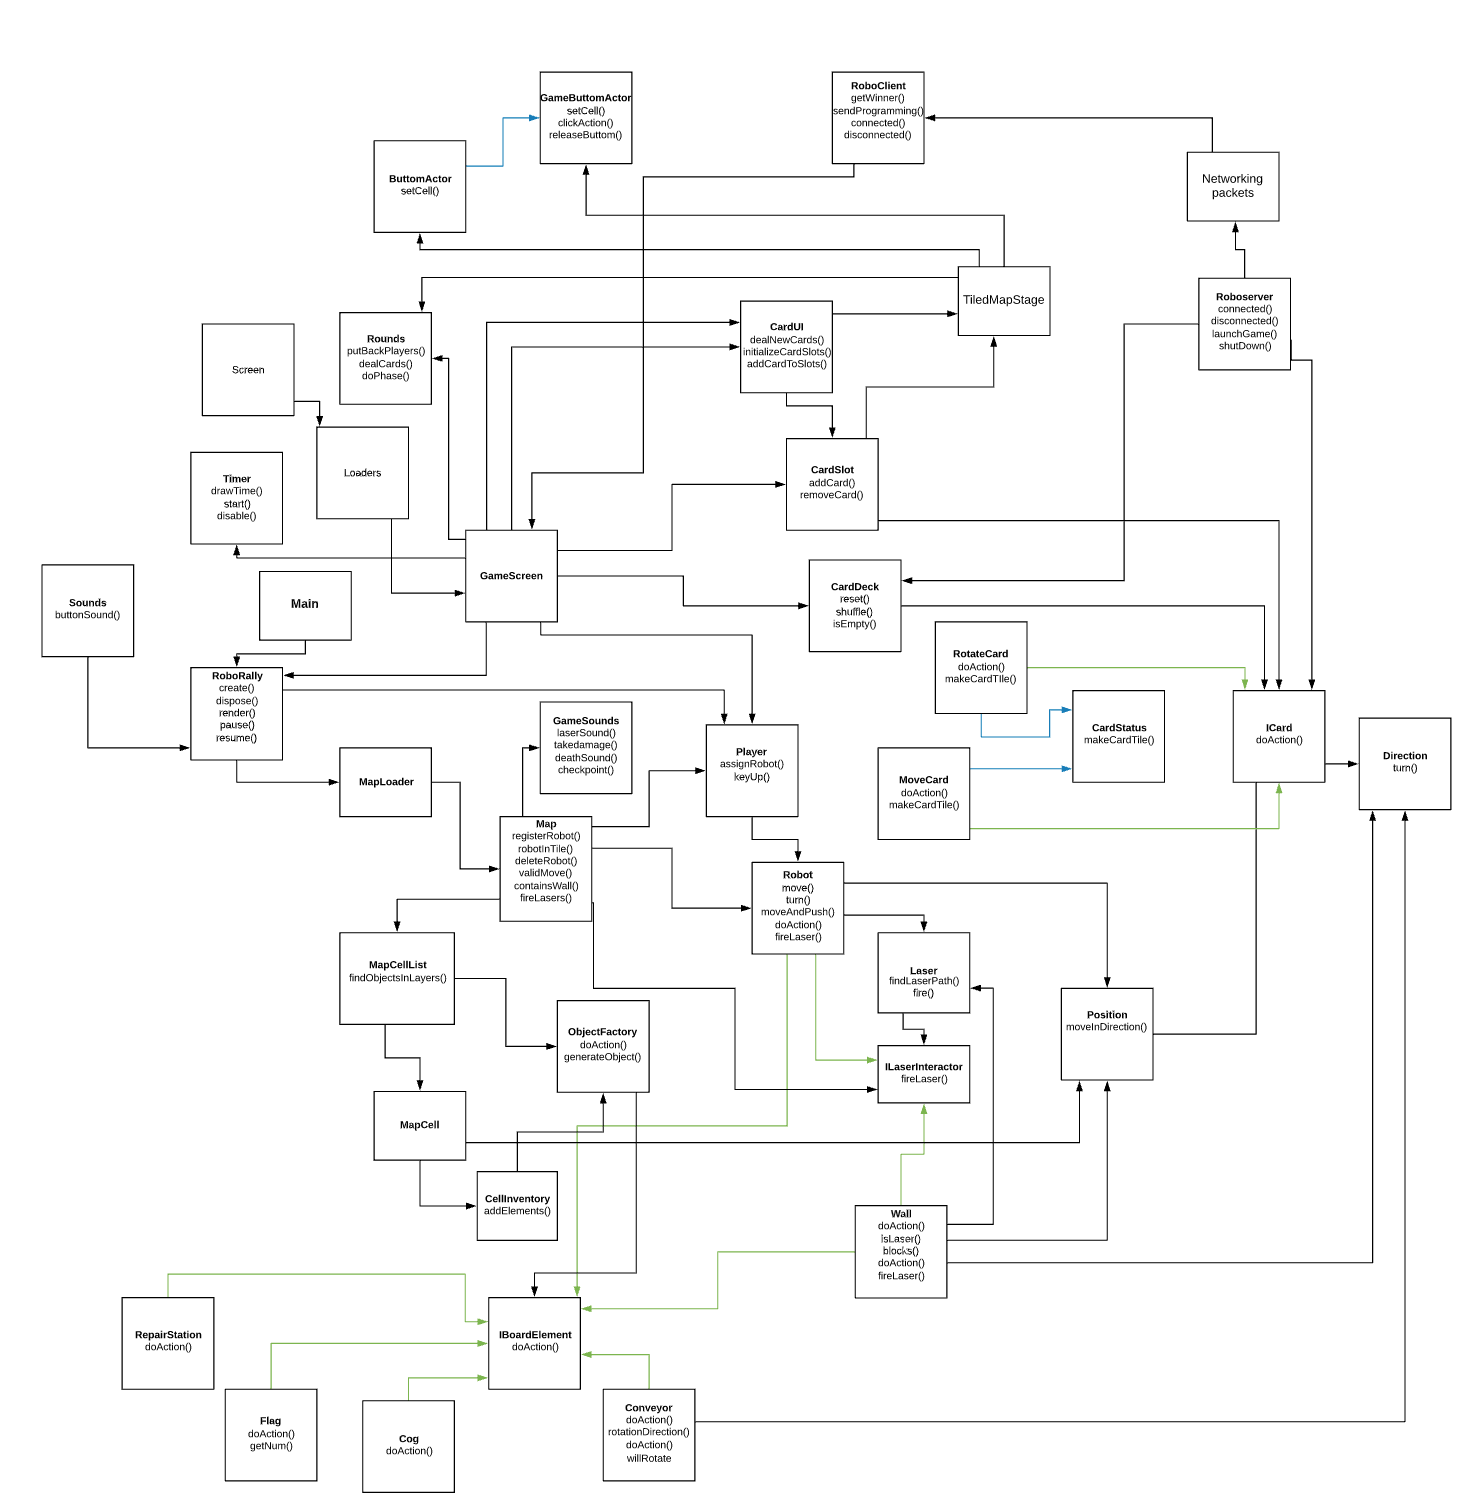 GameButtomActor
setCell()
clickAction()
releaseButtom()
RoboClient
getWinner()
sendProgramming()
connected()
disconnected()
ButtomActor
setCell()
Networking
packets
TiledMapStage
Roboserver
connected()
disconnected()
launchGame()
shutDown()
Rounds
putBackPlayers()
dealCards()
doPhase()
CardUI
dealNewCards()
initializeCardSlots()
addCardToSlots()
Screen
Loaders
Timer
drawTime()
start()
disable()
CardSlot
addCard()
removeCard()
GameScreen
CardDeck
reset()
shuffle()
isEmpty()
Sounds
buttonSound()
Main
RoboRally
create()
dispose()
render()
pause()
resume()
RotateCard
doAction()
makeCardTIle()
CardStatus
makeCardTile()
ICard
doAction()
Direction
turn()
GameSounds
laserSound()
takedamage()
deathSound()
checkpoint()
Player
assignRobot()
keyUp()
MapLoader
MoveCard
doAction()
makeCardTile()
Map
registerRobot()
robotInTile()
deleteRobot()
validMove()
containsWall()
fireLasers()
Robot
move()
turn()
moveAndPush()
doAction()
fireLaser()
MapCellList
findObjectsInLayers()
Laser
findLaserPath()
fire()
Position
moveInDirection()
ObjectFactory
doAction()
generateObject()
ILaserInteractor
fireLaser()
MapCell
CellInventory
addElements()
Wall
doAction()
IsLaser()
blocks()
doAction()
fireLaser()
RepairStation
doAction()
IBoardElement
doAction()
Flag
doAction()
getNum()
Cog
doAction()
Conveyor
doAction()
rotationDirection()
doAction()
willRotate